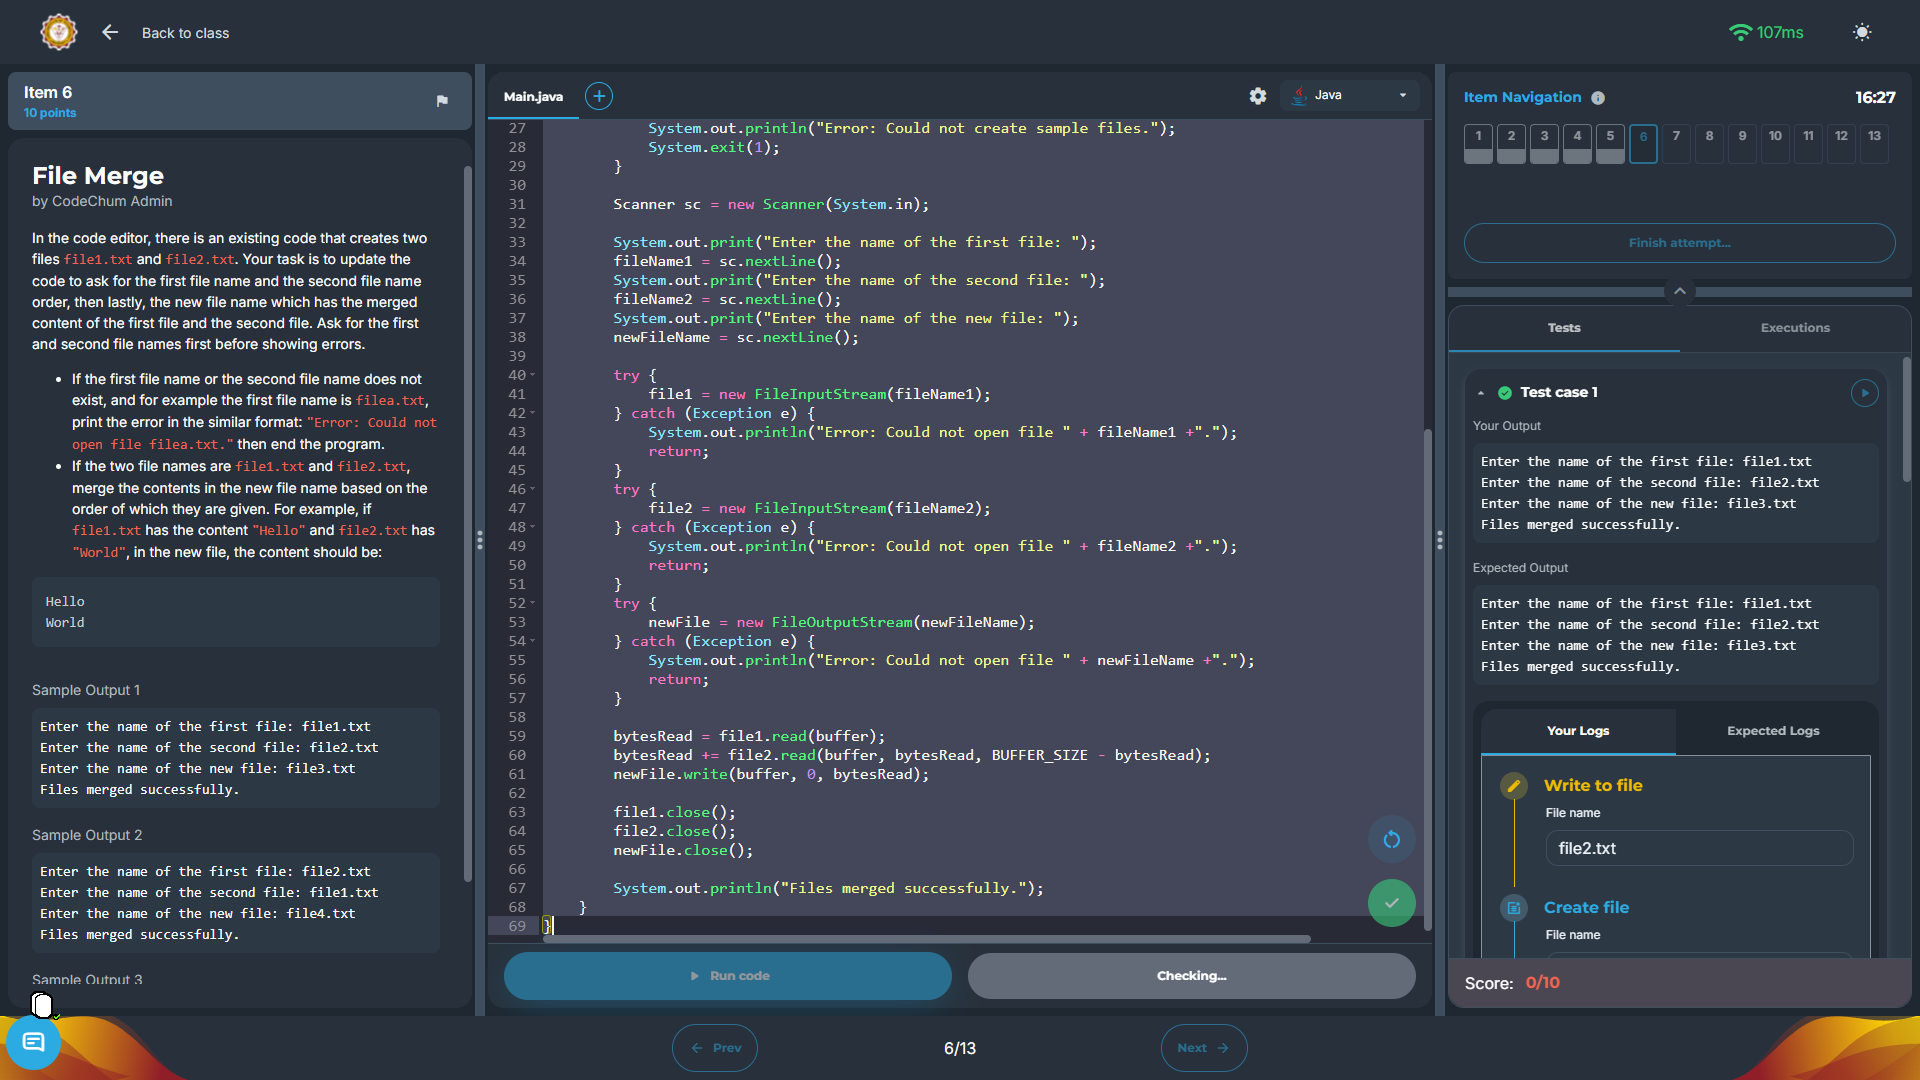 Back to class
107ms
Item 6
10 points
File Merge
by CodeChum Admin
In the code editor, there is an existing code that creates two
files file1.txt and file2.txt. Your task is to update the
code to ask for the first file name and the second file name
order, then lastly, the new file name which has the merged
content of the first file and the second file. Ask for the first
and second file names first before showing errors.
• If the first file name or the second file name does not
exist, and for example the first file name is filea.txt,
print the error in the similar format: "Error: Could not
open file filea.txt." then end the program.
• If the two file names are file1.txt and file2.txt,
merge the contents in the new file name based on the
order of which they are given. For example, if
file1.txt has the content "Hello" and file2.txt has
"World", in the new file, the content should be:
Hello
World
Sample Output 1
Enter the name of the first file: file1.txt
Enter the name of the second file: file2.txt
Enter the name of the new file: file3.txt
Files merged successfully.
Sample Output 2
Enter the name of the first file: file2.txt
Enter the name of the second file: file1.txt
Enter the name of the new file: file4.txt
Files merged successfully.
Sample Output 3
Main.java
Java
27 System.out.println("Error: Could not create sample files.");
28 System.exit(1);
29 }
30
31 Scanner sc = new Scanner(System.in);
32
33 System.out.print("Enter the name of the first file: ");
34 fileName1 = sc.nextLine();
35 System.out.print("Enter the name of the second file: ");
36 fileName2 = sc.nextLine();
37 System.out.print("Enter the name of the new file: ");
38 newFileName = sc.nextLine();
39
40 try {
41 file1 = new FileInputStream(fileName1);
42 } catch (Exception e) {
43 System.out.println("Error: Could not open file " + fileName1 +".");
44 return;
45 }
46 try {
47 file2 = new FileInputStream(fileName2);
48 } catch (Exception e) {
49 System.out.println("Error: Could not open file " + fileName2 +".");
50 return;
51 }
52 try {
53 newFile = new FileOutputStream(newFileName);
54 } catch (Exception e) {
55 System.out.println("Error: Could not open file " + newFileName +".");
56 return;
57 }
58
59 bytesRead = file1.read(buffer);
60 bytesRead += file2.read(buffer, bytesRead, BUFFER_SIZE - bytesRead);
61 newFile.write(buffer, 0, bytesRead);
62
63 file1.close();
64 file2.close();
65 newFile.close();
66
67 System.out.println("Files merged successfully.");
68 }
69 }
Run code
Checking...
Prev
6/13
Next
Item Navigation
16:27
1 2 3 4 5 6 7 8 9 10 11 12 13
Finish attempt...
Tests
Executions
Test case 1
Your Output
Enter the name of the first file: file1.txt
Enter the name of the second file: file2.txt
Enter the name of the new file: file3.txt
Files merged successfully.
Expected Output
Enter the name of the first file: file1.txt
Enter the name of the second file: file2.txt
Enter the name of the new file: file3.txt
Files merged successfully.
Your Logs
Expected Logs
Write to file
File name
file2.txt
Create file
File name
Score: 0/10